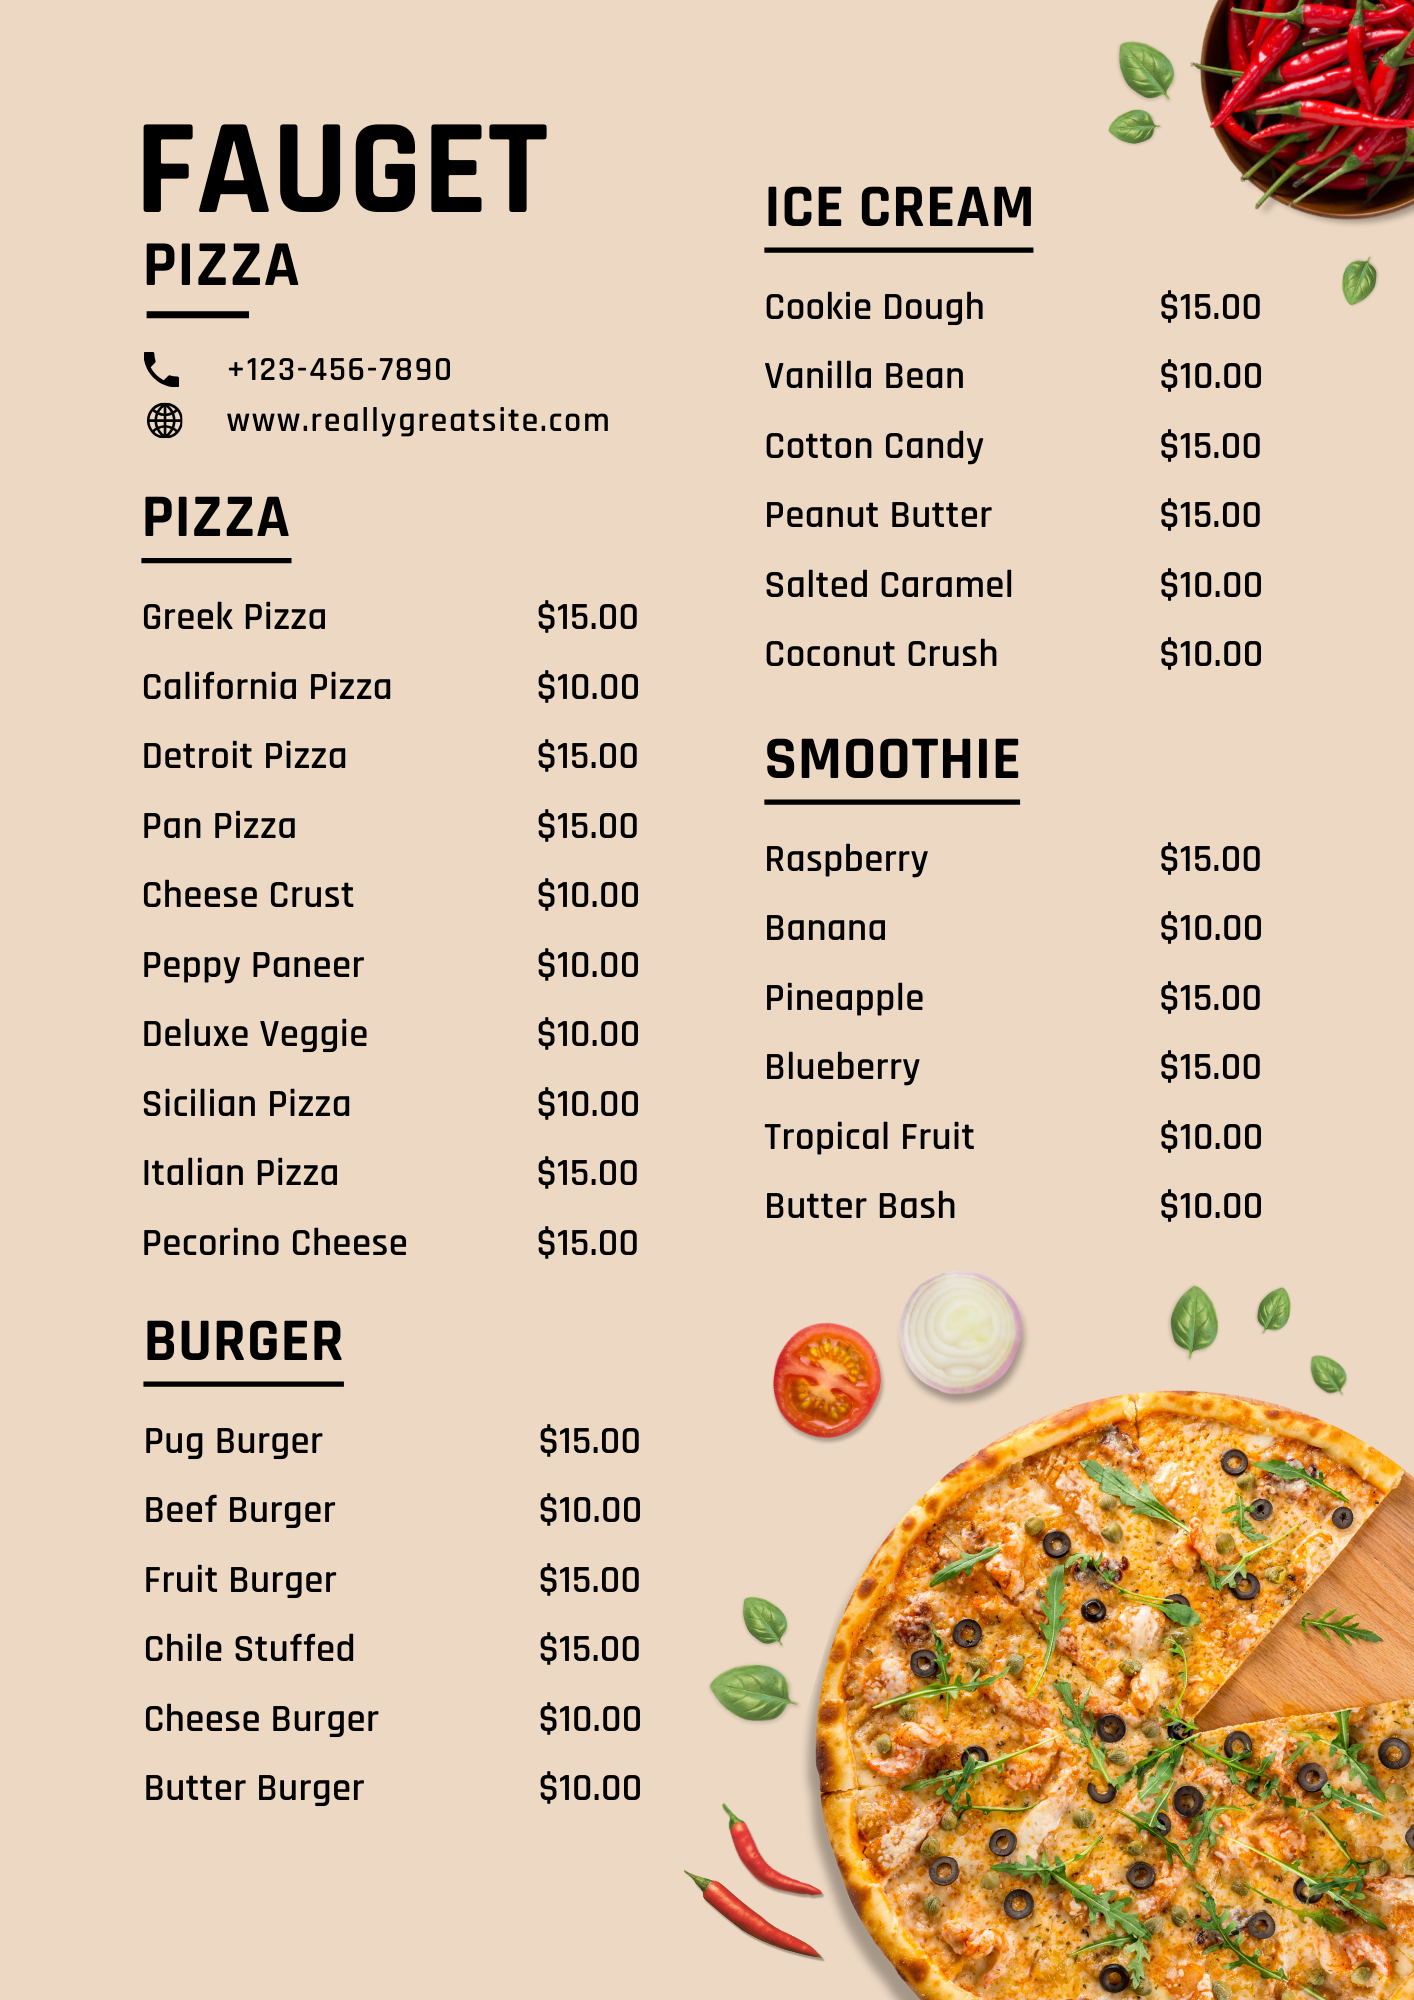 FAUGET
PIZZA
+123-456-7890
www.reallygreatsite.com
PIZZA
Greek Pizza $15.00
California Pizza $10.00
Detroit Pizza $15.00
Pan Pizza $15.00
Cheese Crust $10.00
Peppy Paneer $10.00
Deluxe Veggie $10.00
Sicilian Pizza $10.00
Italian Pizza $15.00
Pecorino Cheese $15.00
BURGER
Pug Burger $15.00
Beef Burger $10.00
Fruit Burger $15.00
Chile Stuffed $15.00
Cheese Burger $10.00
Butter Burger $10.00
ICE CREAM
Cookie Dough $15.00
Vanilla Bean $10.00
Cotton Candy $15.00
Peanut Butter $15.00
Salted Caramel $10.00
Coconut Crush $10.00
SMOOTHIE
Raspberry $15.00
Banana $10.00
Pineapple $15.00
Blueberry $15.00
Tropical Fruit $10.00
Butter Bash $10.00